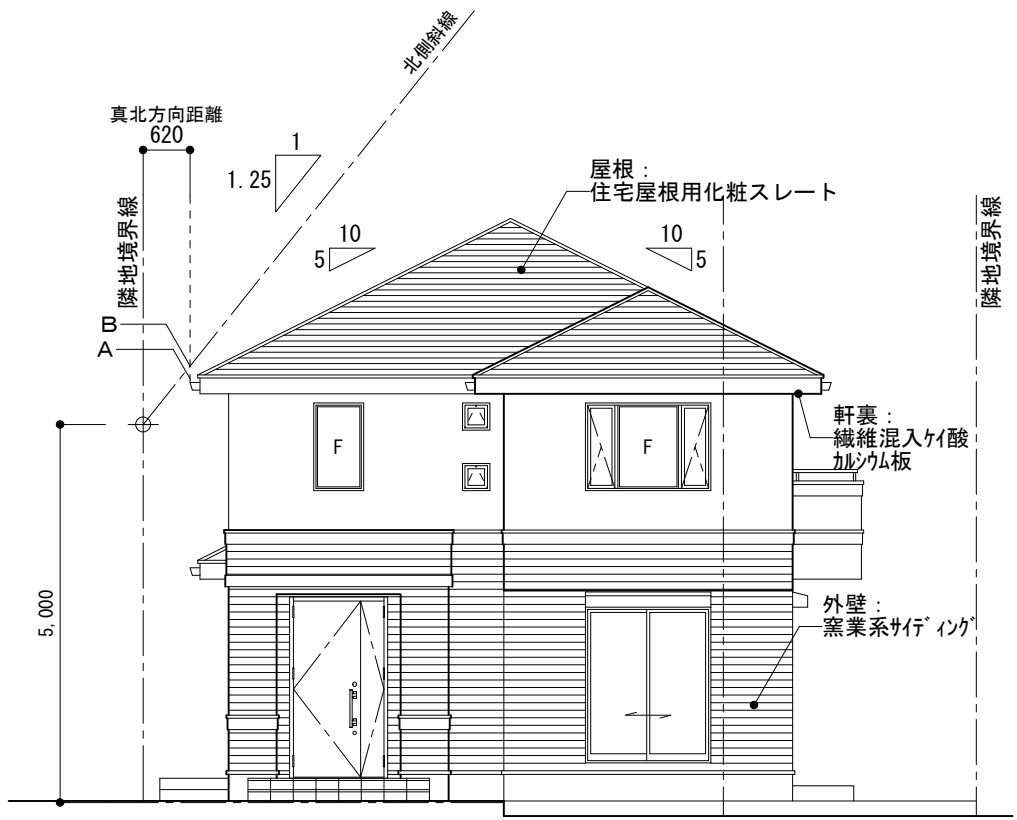 北側斜線
真北方向距離
620
1
1.25
屋根：
住宅屋根用化粧スレート
隣地境界線
隣地境界線
10
5
10
5
B
A
軒裏：
繊維混入ｹｲ酸
ｶﾙｼｳﾑ板
F
F
5,000
外壁：
窯業系ｻｲﾃﾞｨﾝｸﾞ